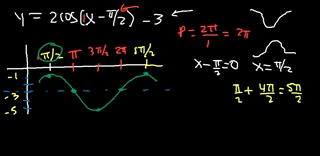 y = 2cos(x - π/2) - 3
P = 2π/1 = 2π
x - π/2 = 0 x = π/2
π/2 + 4π/2 = 5π/2
π/2 π 3π/2 2π 5π/2
-1
-3
-5